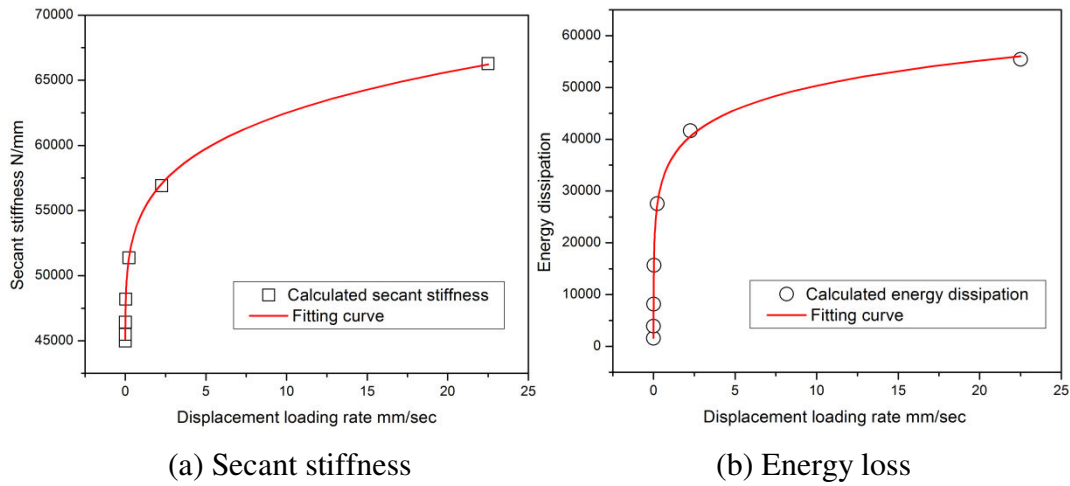 70000
65000
60000
55000
50000
45000
Secant stiffness N/mm
Calculated secant stiffness
Fitting curve
0 5 10 15 20 25
Displacement loading rate mm/sec
(a) Secant stiffness
60000
50000
40000
30000
20000
10000
0
Energy dissipation
Calculated energy dissipation
Fitting curve
0 5 10 15 20 25
Displacement loading rate mm/sec
(b) Energy loss